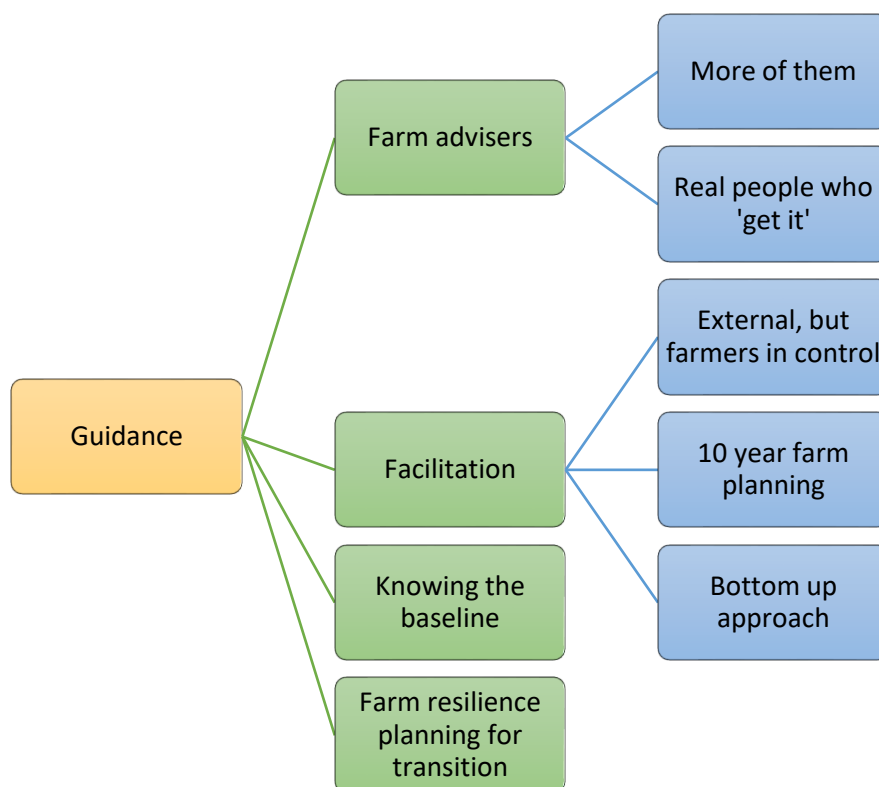 Guidance
Farm advisers
More of them
Real people who
'get it'
Facilitation
External, but
farmers in control
10 year farm
planning
Bottom up
approach
Knowing the
baseline
Farm resilience
planning for
transition